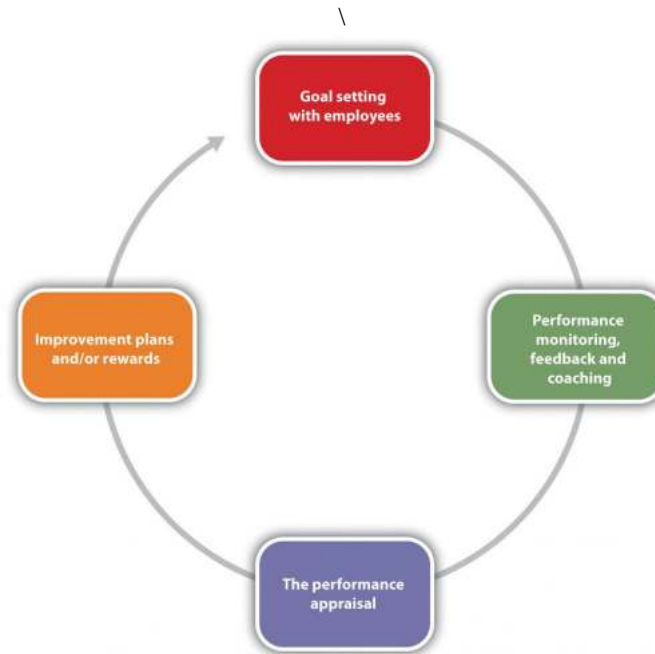 \
Goal setting
with employees
Performance
monitoring,
feedback and
coaching
The performance
appraisal
Improvement plans
and/or rewards